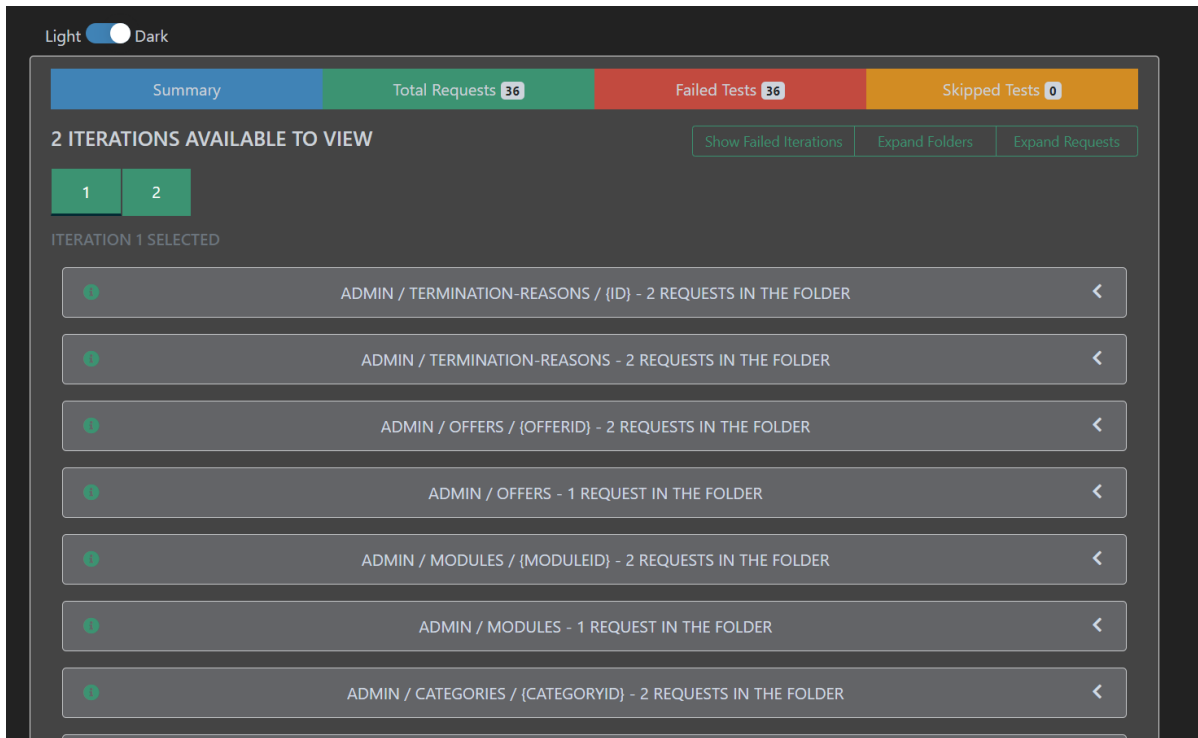 Light Dark
Summary Total Requests 36 Failed Tests 36 Skipped Tests 0
2 ITERATIONS AVAILABLE TO VIEW Show Failed Iterations Expand Folders Expand Requests
1 2
ITERATION 1 SELECTED
ADMIN / TERMINATION-REASONS / {ID} - 2 REQUESTS IN THE FOLDER
ADMIN / TERMINATION-REASONS - 2 REQUESTS IN THE FOLDER
ADMIN / OFFERS / {OFFERID} - 2 REQUESTS IN THE FOLDER
ADMIN / OFFERS - 1 REQUEST IN THE FOLDER
ADMIN / MODULES / {MODULEID} - 2 REQUESTS IN THE FOLDER
ADMIN / MODULES - 1 REQUEST IN THE FOLDER
ADMIN / CATEGORIES / {CATEGORYID} - 2 REQUESTS IN THE FOLDER